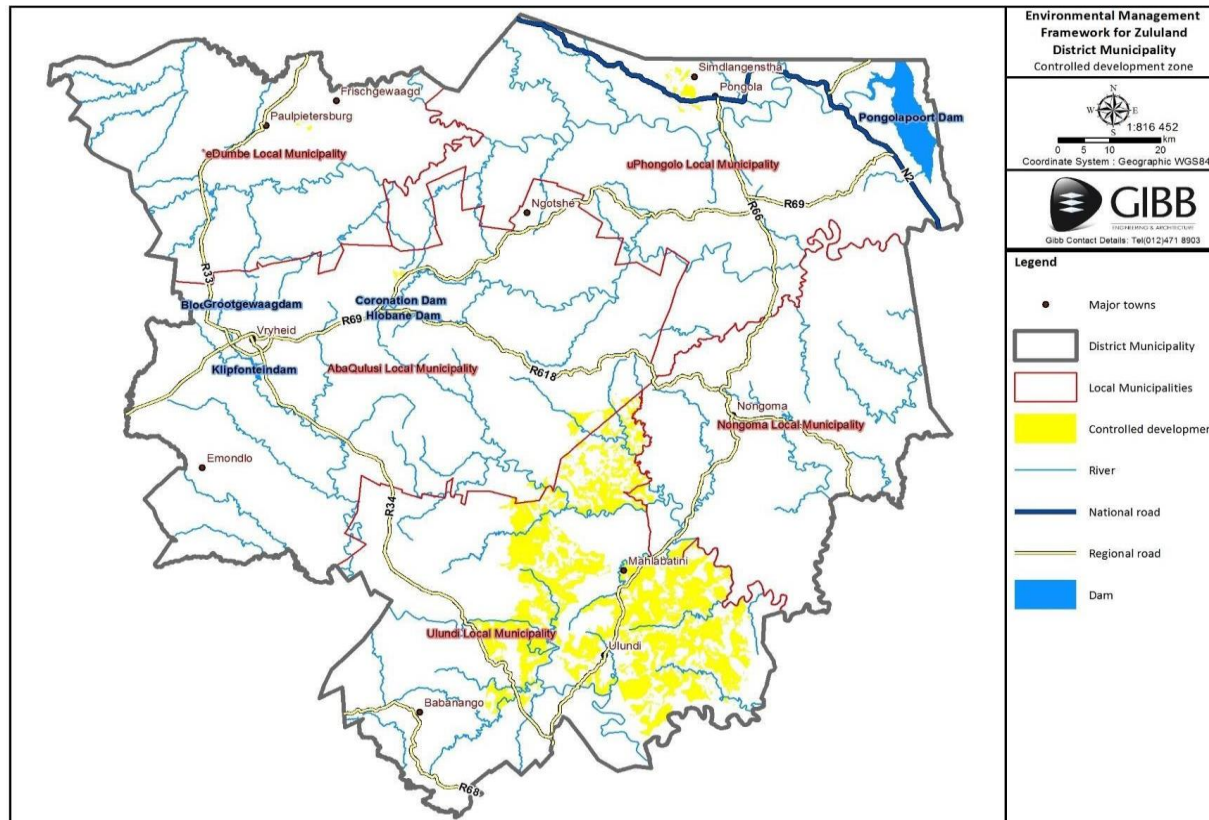 Environmental Management
Framework for Zululand
District Municipality
Controlled development zone
N
W E
S
1:816 452
0 5 10 20
km
Coordinate System : Geographic WGS84
GIBB
ENGINEERING & ARCHITECTURE
Gibb Contact Details: Tel(012)471 8903
Legend
Major towns
District Municipality
Local Municipalities
Controlled developmen
River
National road
Regional road
Dam
Simdlangenstha
Frischgewaagd
Pongola
Pongolapoort Dam
Paulpietersburg
eDumbe Local Municipality
uPhongolo Local Municipality
N2
R66
R69
Ngotshe
R33
Grootgewaagdam
Coronation Dam
Hlobane Dam
R69
Vryheid
Klipfonteindam
AbaQulusi Local Municipality
R618
Nongoma
Nongoma Local Municipality
Emondlo
R34
Mahlabatini
Ulundi Local Municipality
Ulundi
Babanango
R68